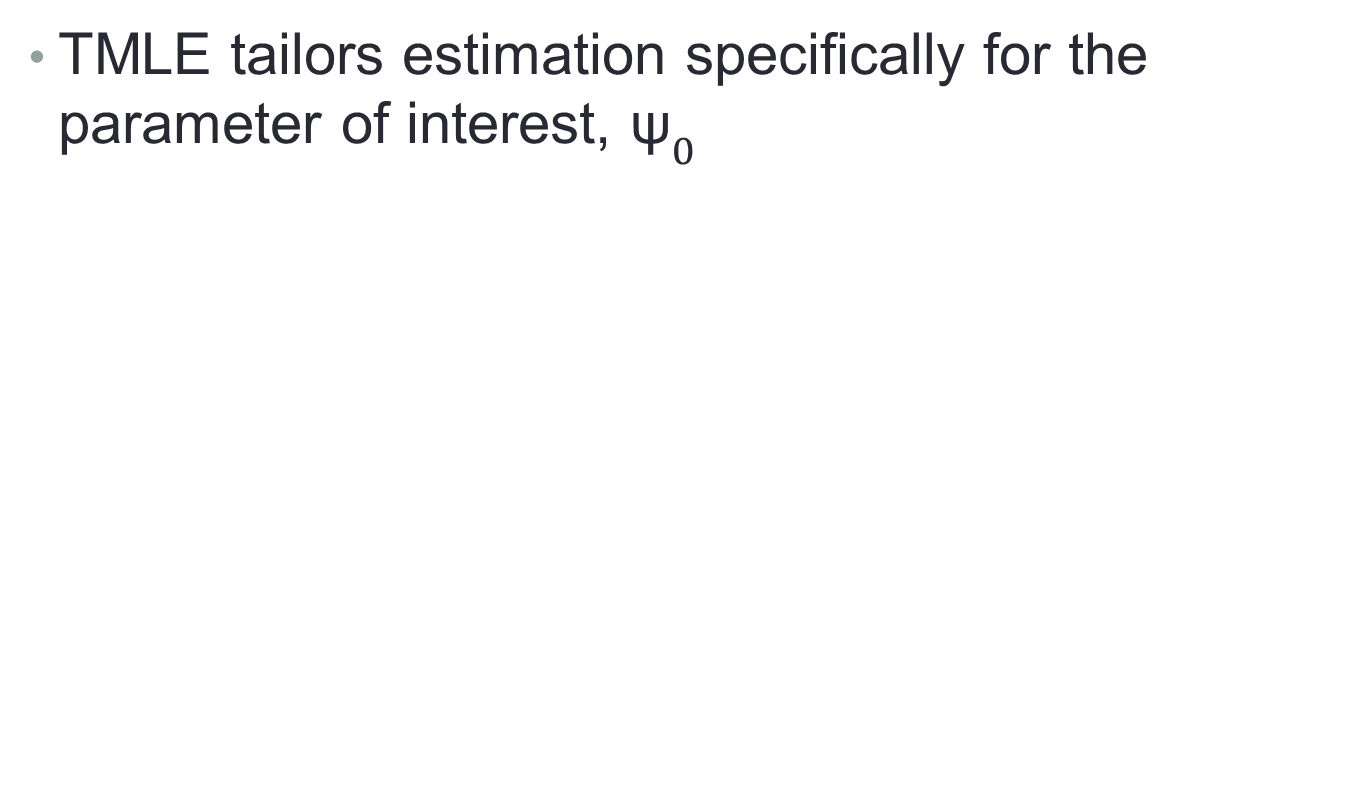 • TMLE tailors estimation specifically for the
parameter of interest, ψ₀